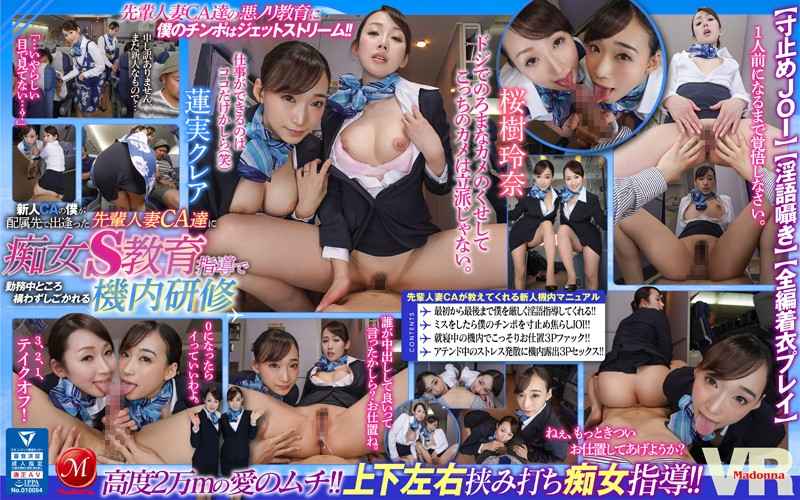 先輩人妻CA達の悪ノリ教育に
僕のチンポはジェットストリーム!!
「…いやらしい
目で見てない…?」
申し訳ありません
まだ新人なもので…
仕事ができるのは
ココだけかしら(笑)
蓮実クレア
ドンでのろまなカメのくせして
こっちのカメは立派じゃない。
桜樹玲奈
【寸止めJOI】【淫語囁き】【全編着衣プレイ】
1人前になるまで覚悟しなさい。
新人CAの僕が
配属先で出逢った先輩人妻CA達に
痴女S教育指導で
勤務中ところ
構わずしごかれる
機内研修
CONTENTS
先輩人妻CAが教えてくれる新人機内マニュアル
最初から最後まで僕を厳しく淫語指導してくれる!!
ミスをしたら僕のチンポを寸止め焦らしJOI!!
就寝中の機内でこっそりお仕置3Pファック!!
アテンド中のストレス発散に機内露出3Pセックス!!
3、2、1、
テイクオフ!
0になったら
イっていいわよ。
誰が中出しして良いって
言ったかしら?お仕置ね。
ねぇ、もっときつい
お仕置してあげようか?
高度2万mの愛のムチ!!上下左右挟み打ち痴女指導!!
適正AV
IPPA
No.010094
M
Madonna
VR
Madonna